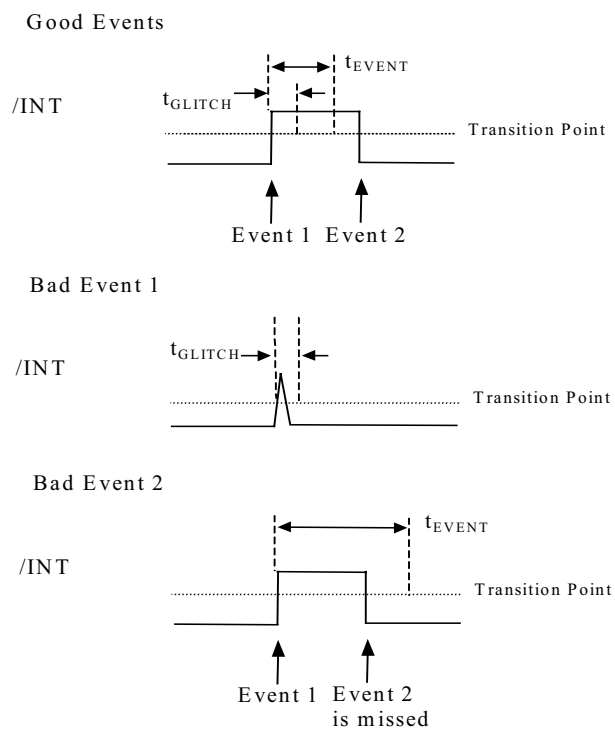 Good Events
tEVENT
tGLITCH
/INT
Transition Point
Event 1 Event 2
Bad Event 1
tGLITCH
/INT
Transition Point
Bad Event 2
tEVENT
/INT
Transition Point
Event 1 Event 2
is missed